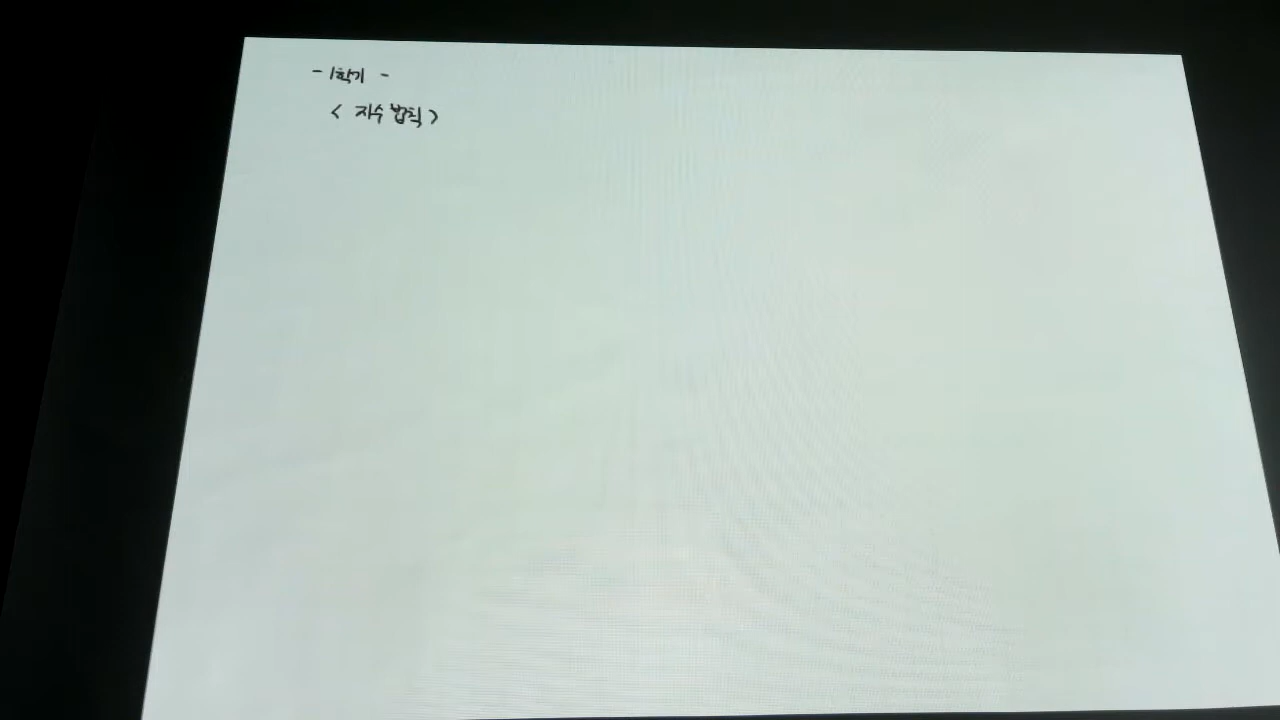 - 1학기 -
< 지수법칙 >